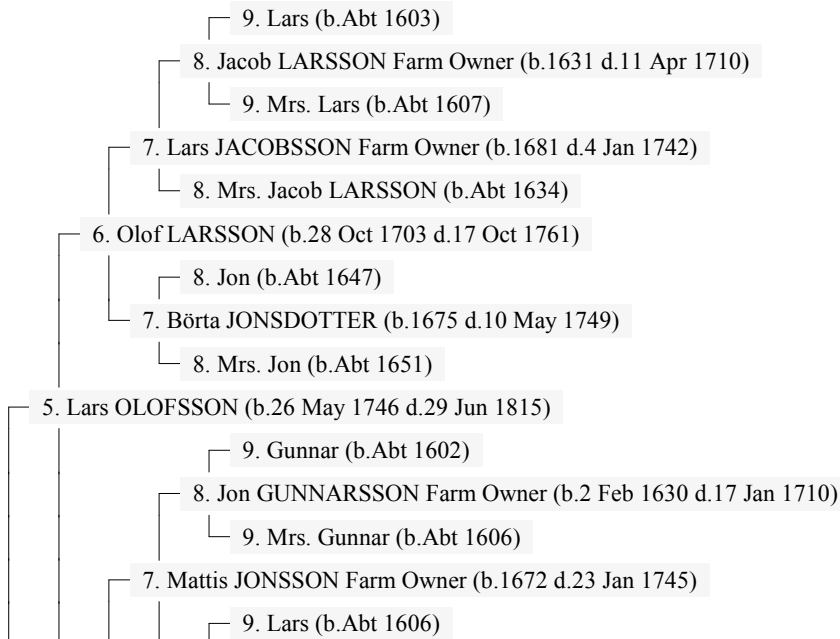 9. Lars (b.Abt 1603)
8. Jacob LARSSON Farm Owner (b.1631 d.11 Apr 1710)
9. Mrs. Lars (b.Abt 1607)
7. Lars JACOBSSON Farm Owner (b.1681 d.4 Jan 1742)
8. Mrs. Jacob LARSSON (b.Abt 1634)
6. Olof LARSSON (b.28 Oct 1703 d.17 Oct 1761)
8. Jon (b.Abt 1647)
7. Börta JONSDOTTER (b.1675 d.10 May 1749)
8. Mrs. Jon (b.Abt 1651)
5. Lars OLOFSSON (b.26 May 1746 d.29 Jun 1815)
9. Gunnar (b.Abt 1602)
8. Jon GUNNARSSON Farm Owner (b.2 Feb 1630 d.17 Jan 1710)
9. Mrs. Gunnar (b.Abt 1606)
7. Mattis JONSSON Farm Owner (b.1672 d.23 Jan 1745)
9. Lars (b.Abt 1606)